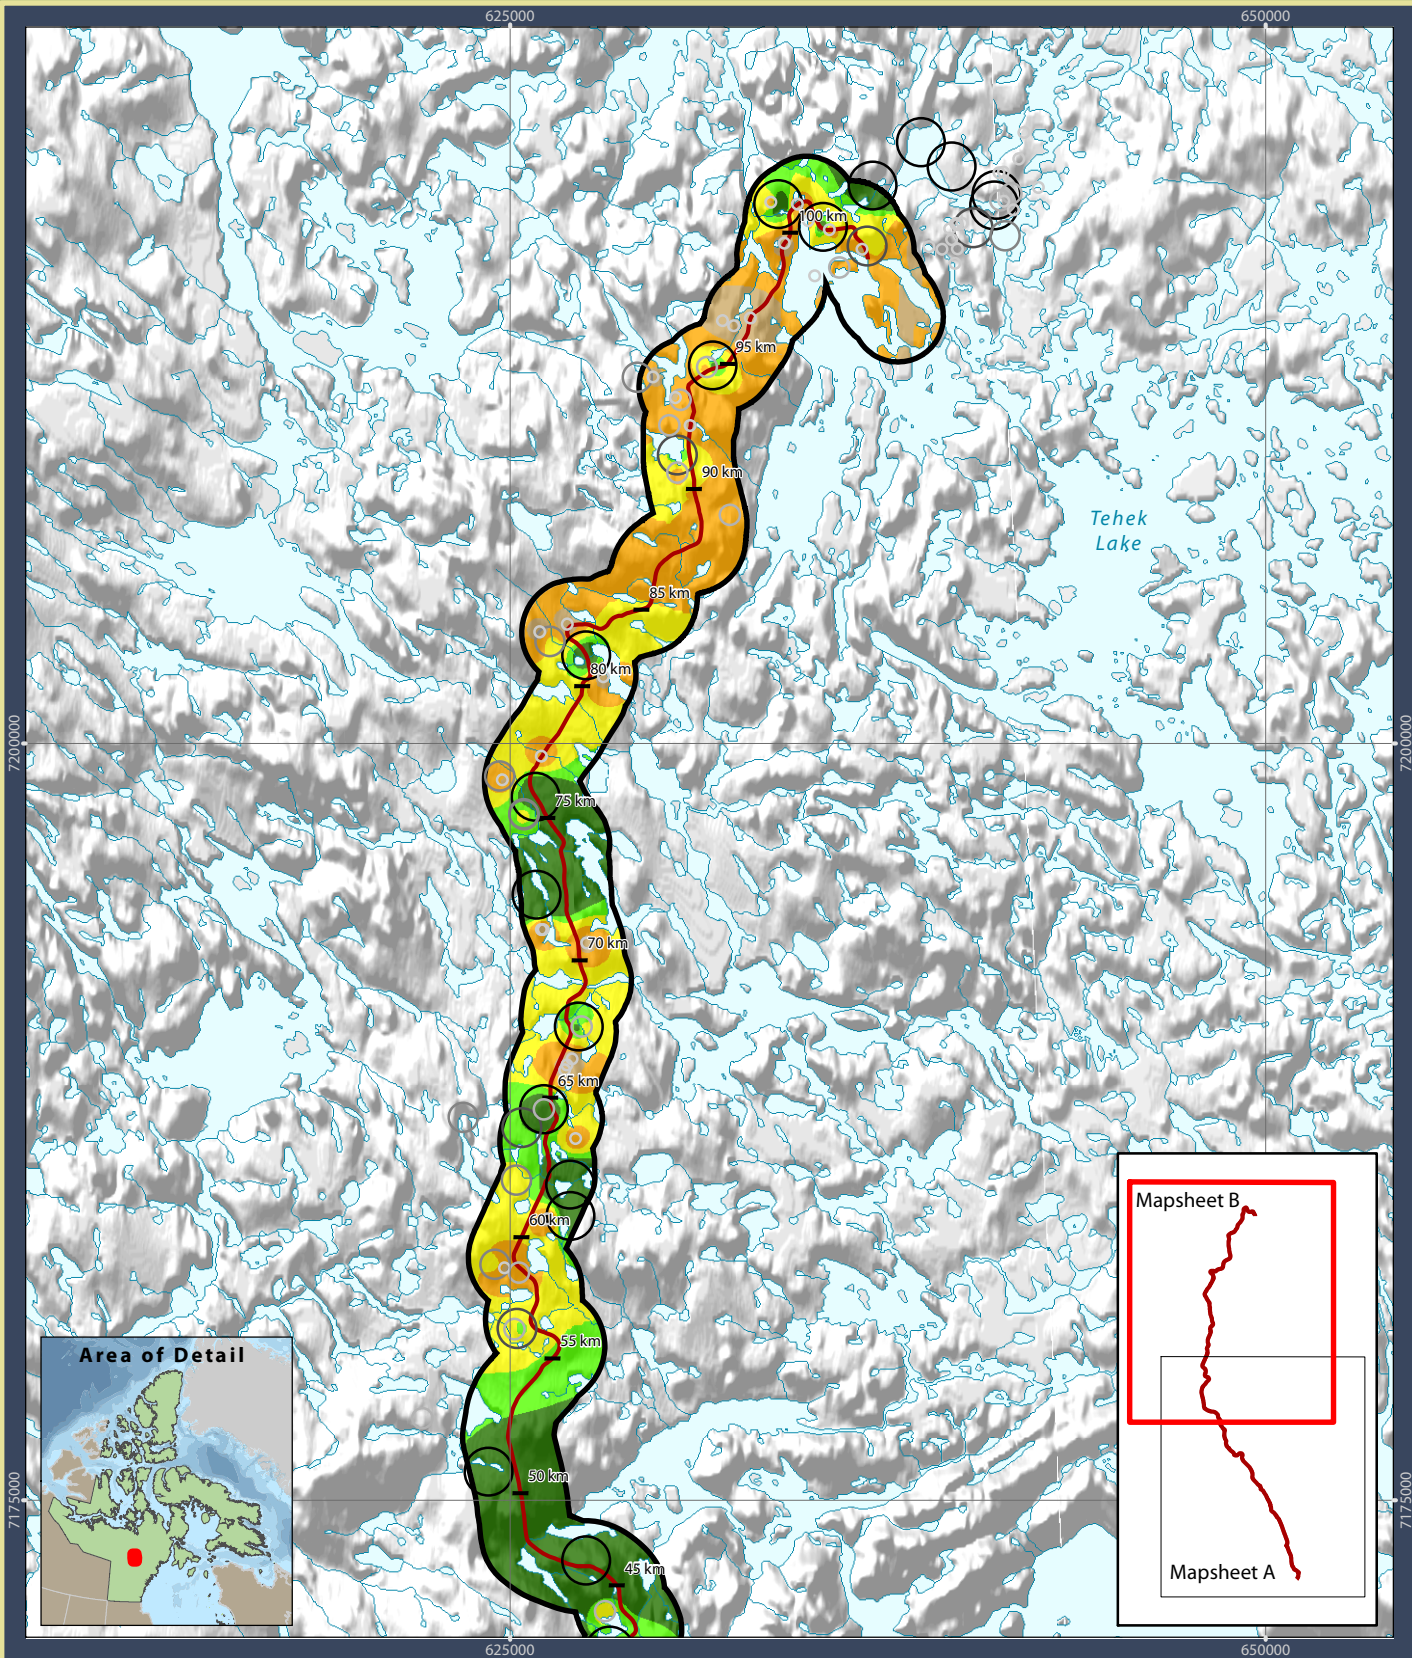 625000
650000
100 km
95 km
90 km
Tehek
Lake
85 km
80 km
7200000
7200000
75 km
70 km
65 km
Mapsheet B
60 km
55 km
Area of Detail
50 km
7175000
7175000
45 km
Mapsheet A
625000
650000